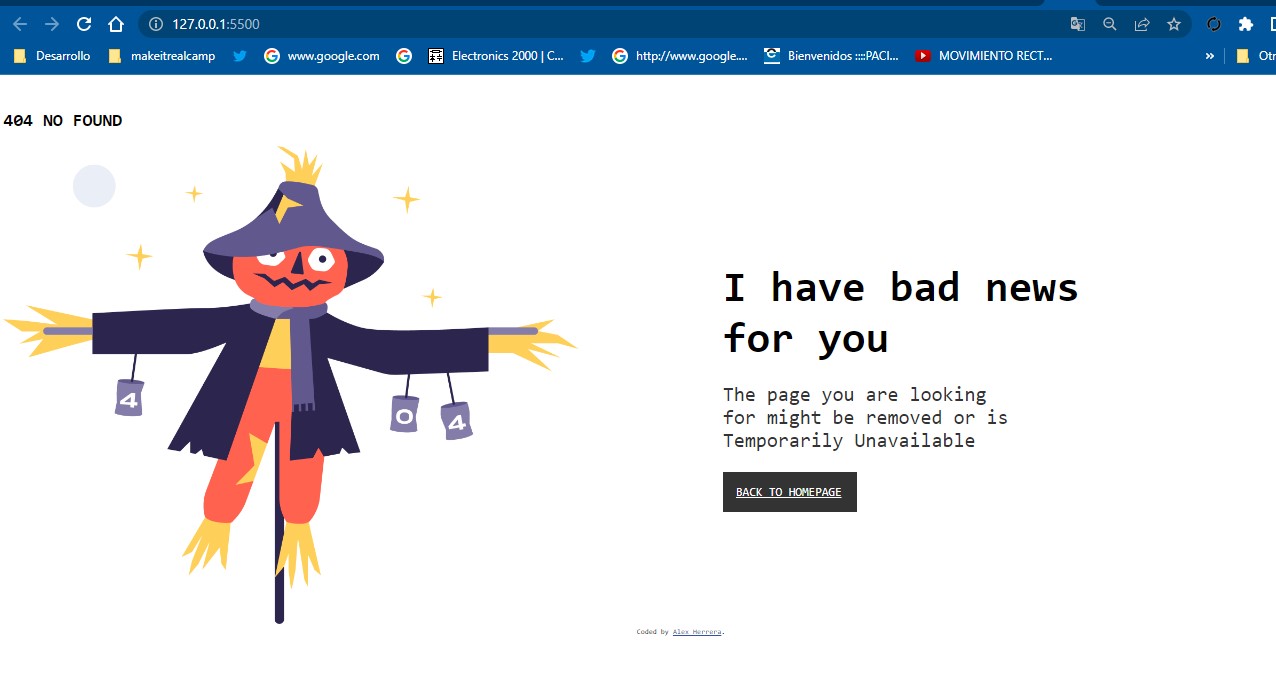 127.0.0.1:5500
Desarrollo makeitrealcamp www.google.com Electronics 2000 | C... http://www.google.... Bienvenidos ::::PACI... MOVIMIENTO RECT... » Otr
404 NO FOUND
I have bad news
for you
The page you are looking
for might be removed or is
Temporarily Unavailable
BACK TO HOMEPAGE
4
0
4
Coded by Alex Herrera.